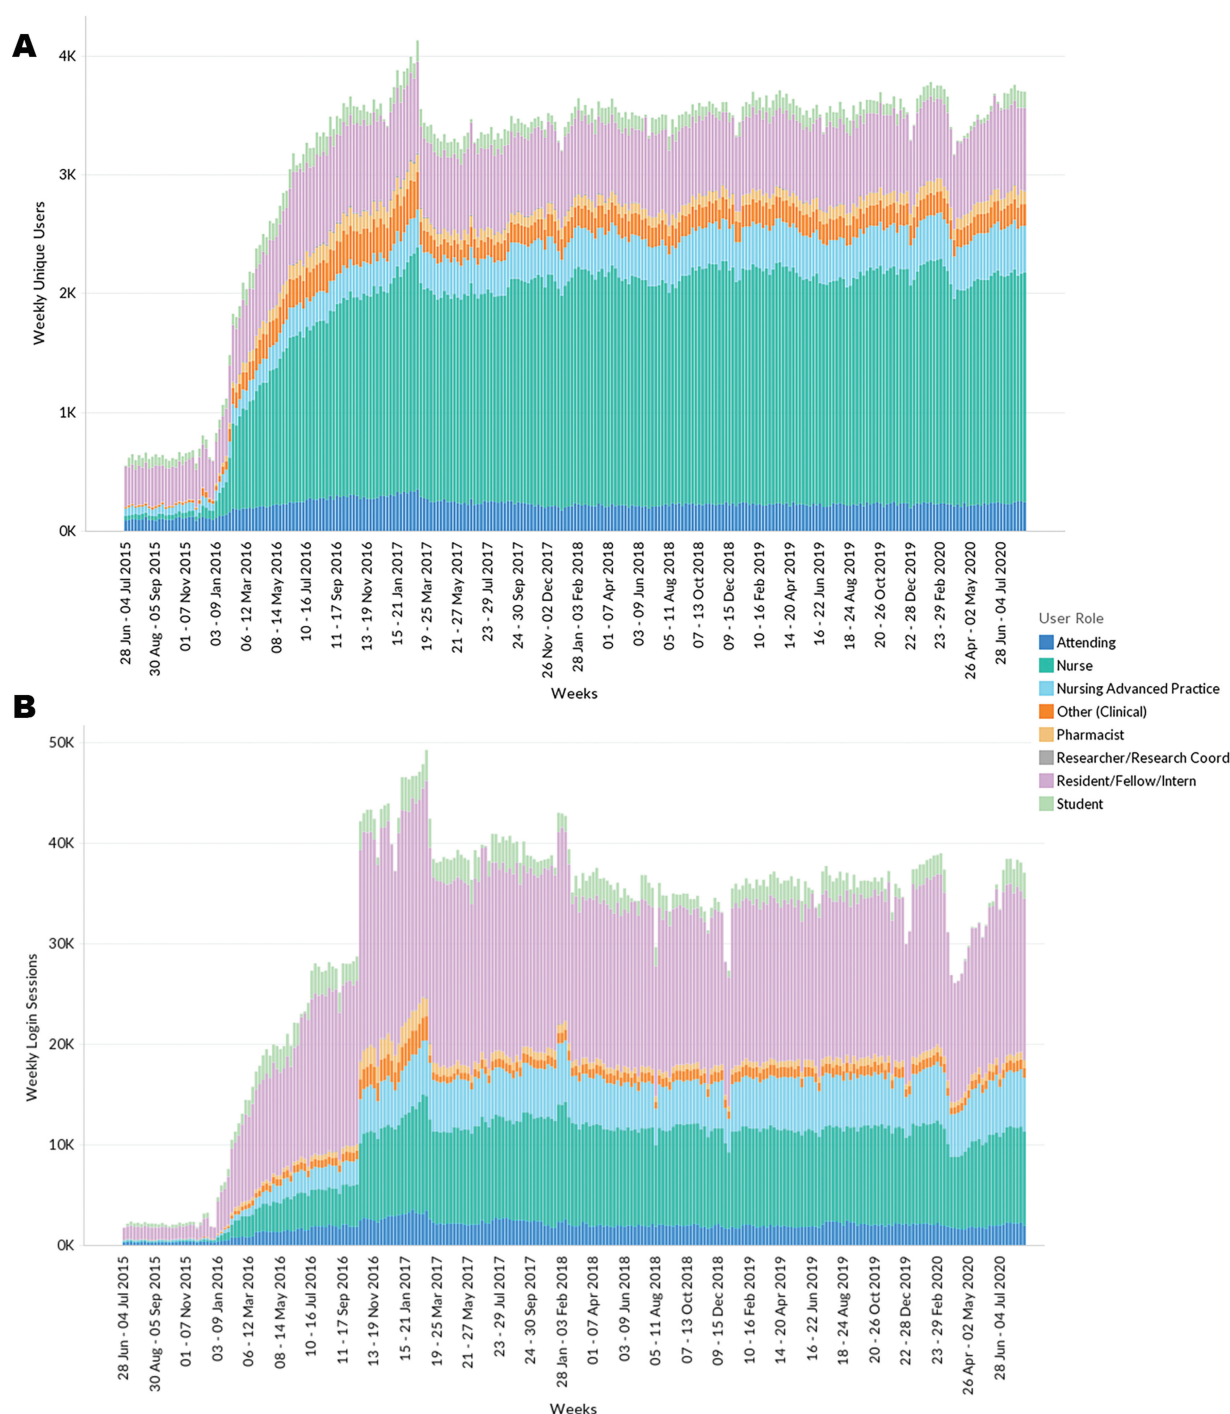 A
4K
3K
2K
1K
0K
Weekly Unique Users
28 Jun - 04 Jul 2015
30 Aug - 05 Sep 2015
01 - 07 Nov 2015
03 - 09 Jan 2016
06 - 12 Mar 2016
08 - 14 May 2016
10 - 16 Jul 2016
11 - 17 Sep 2016
13 - 19 Nov 2016
15 - 21 Jan 2017
19 - 25 Mar 2017
21 - 27 May 2017
23 - 29 Jul 2017
24 - 30 Sep 2017
26 Nov - 02 Dec 2017
28 Jan - 03 Feb 2018
01 - 07 Apr 2018
03 - 09 Jun 2018
05 - 11 Aug 2018
07 - 13 Oct 2018
09 - 15 Dec 2018
10 - 16 Feb 2019
14 - 20 Apr 2019
16 - 22 Jun 2019
18 - 24 Aug 2019
20 - 26 Oct 2019
22 - 28 Dec 2019
23 - 29 Feb 2020
26 Apr - 02 May 2020
28 Jun - 04 Jul 2020
Weeks
User Role
Attending
Nurse
Nursing Advanced Practice
Other (Clinical)
Pharmacist
Researcher/Research Coord
Resident/Fellow/Intern
Student
B
50K
40K
30K
20K
10K
0K
Weekly Login Sessions
28 Jun - 04 Jul 2015
30 Aug - 05 Sep 2015
01 - 07 Nov 2015
03 - 09 Jan 2016
06 - 12 Mar 2016
08 - 14 May 2016
10 - 16 Jul 2016
11 - 17 Sep 2016
13 - 19 Nov 2016
15 - 21 Jan 2017
19 - 25 Mar 2017
21 - 27 May 2017
23 - 29 Jul 2017
24 - 30 Sep 2017
28 Jan - 03 Feb 2018
01 - 07 Apr 2018
03 - 09 Jun 2018
05 - 11 Aug 2018
07 - 13 Oct 2018
09 - 15 Dec 2018
10 - 16 Feb 2019
14 - 20 Apr 2019
16 - 22 Jun 2019
18 - 24 Aug 2019
20 - 26 Oct 2019
22 - 28 Dec 2019
23 - 29 Feb 2020
26 Apr - 02 May 2020
28 Jun - 04 Jul 2020
Weeks